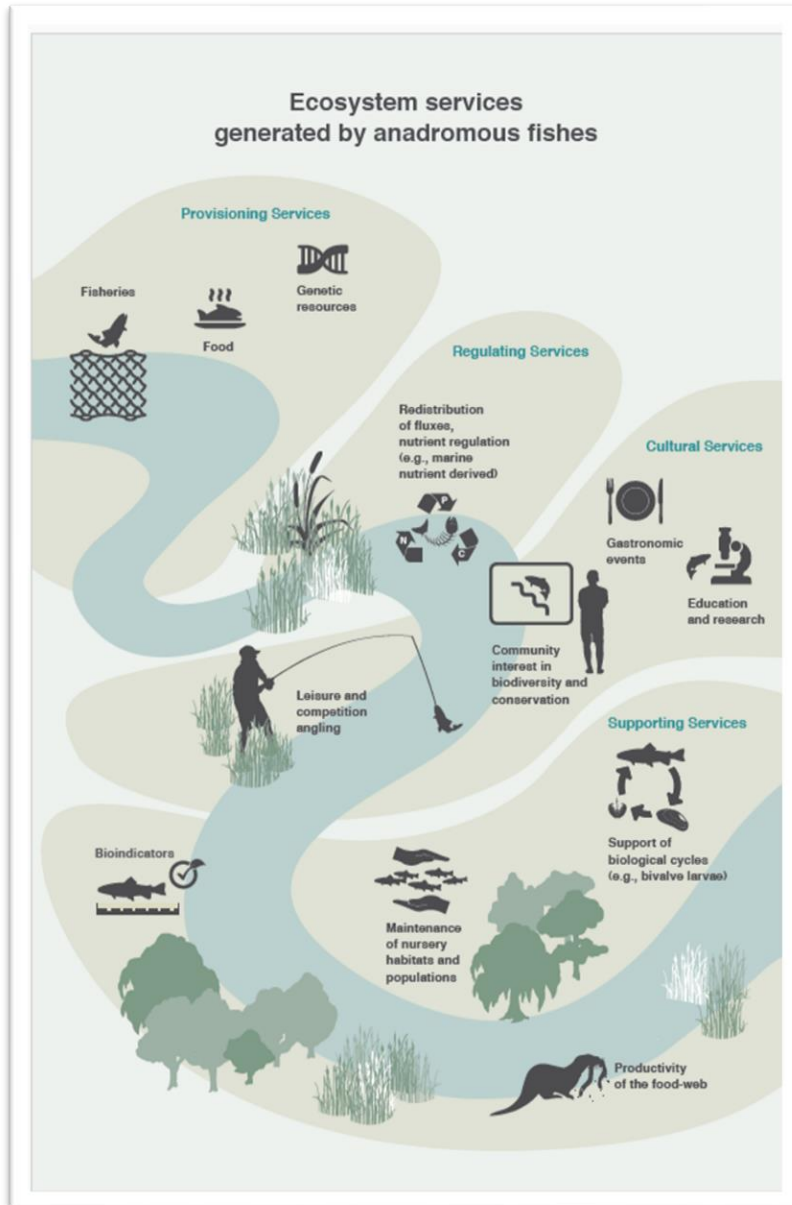 Ecosystem services
generated by anadromous fishes
Provisioning Services
Fisheries
Food
Genetic
resources
Regulating Services
Redistribution
of fluxes,
nutrient regulation
(e.g., marine
nutrient derived)
P
N
C
Cultural Services
Gastronomic
events
Education
and research
Community
interest in
biodiversity and
conservation
Leisure and
competition
angling
Supporting Services
Support of
biological cycles
(e.g., bivalve larvae)
Bioindicators
Maintenance
of nursery
habitats and
populations
Productivity
of the food-web